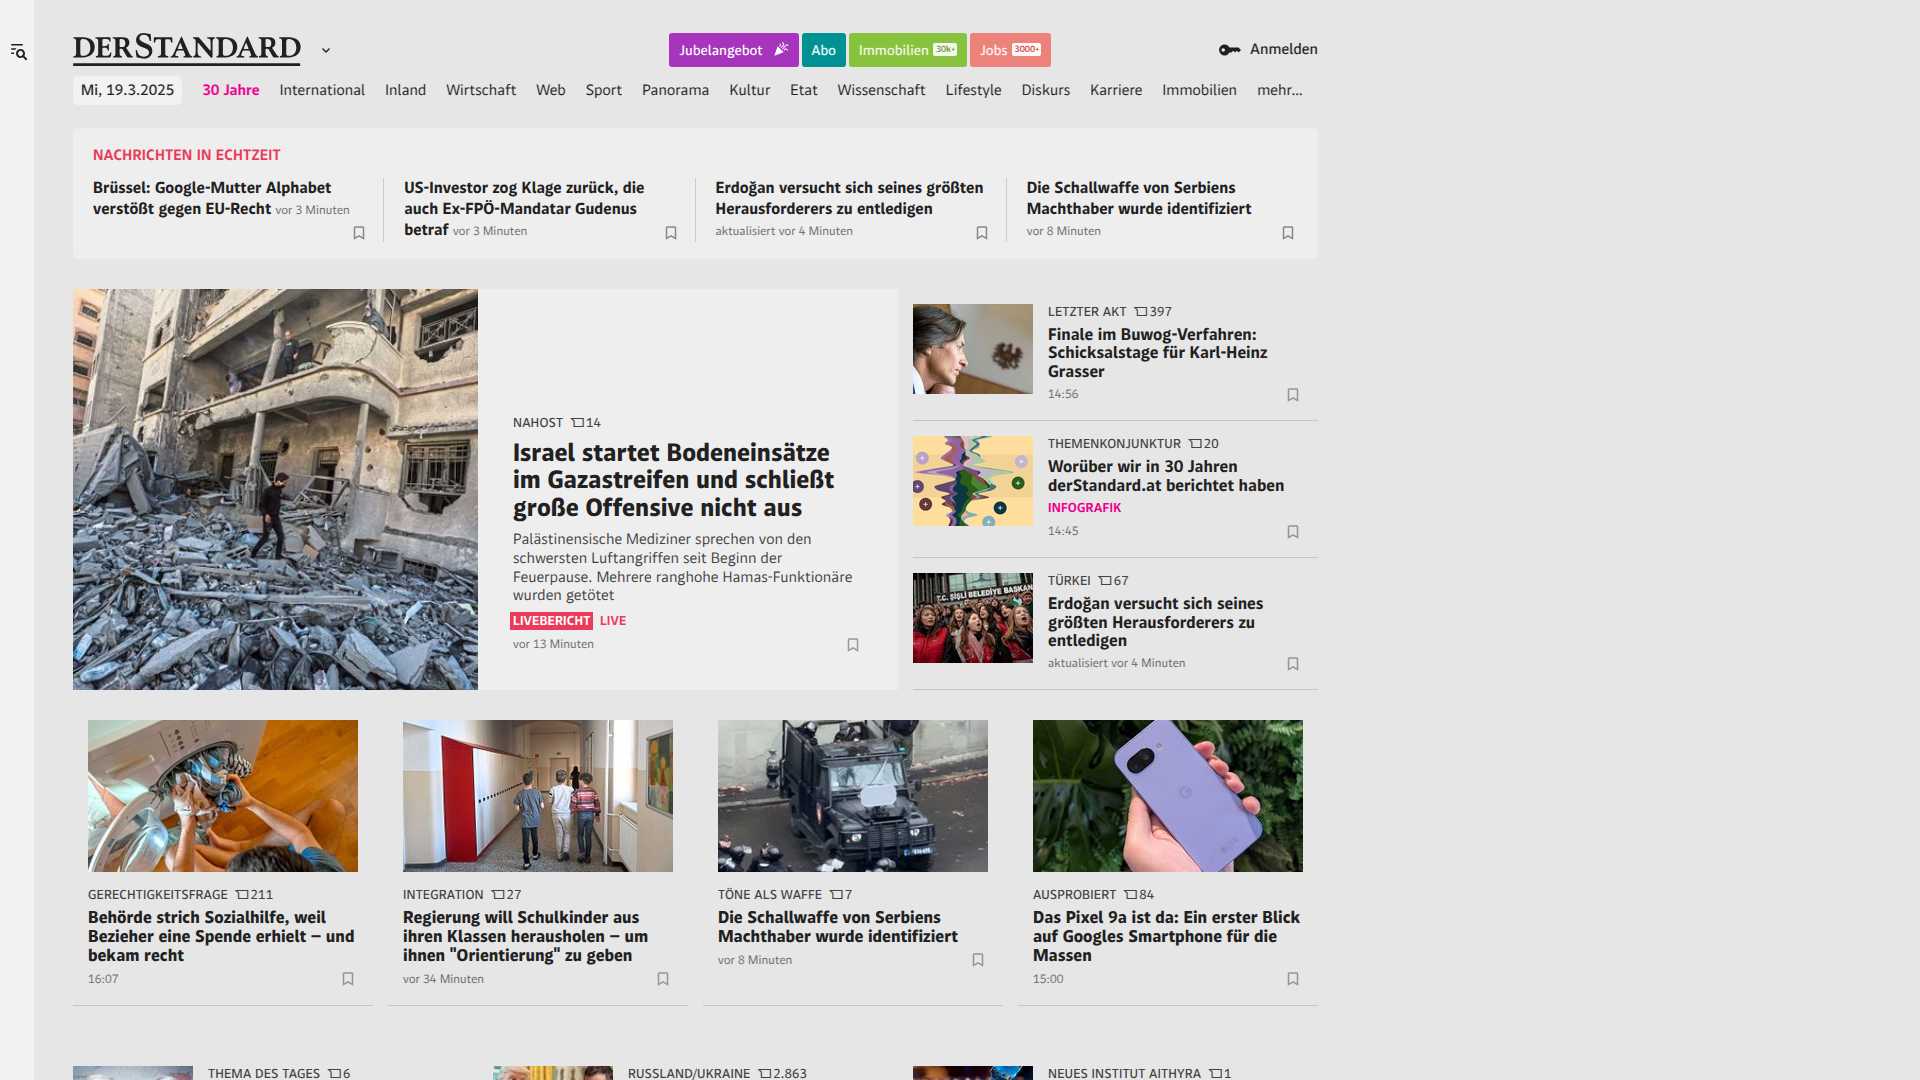 DERSTANDARD
Jubelangebot
Abo
Immobilien 30k+
Jobs 3000+
Anmelden
Mi, 19.3.2025
30 Jahre
International
Inland
Wirtschaft
Web
Sport
Panorama
Kultur
Etat
Wissenschaft
Lifestyle
Diskurs
Karriere
Immobilien
mehr...
NACHRICHTEN IN ECHTZEIT
Brüssel: Google-Mutter Alphabet
verstößt gegen EU-Recht vor 3 Minuten
US-Investor zog Klage zurück, die
auch Ex-FPÖ-Mandatar Gudenus
betraf vor 3 Minuten
Erdoğan versucht sich seines größten
Herausforderers zu entledigen
aktualisiert vor 4 Minuten
Die Schallwaffe von Serbiens
Machthaber wurde identifiziert
vor 8 Minuten
NAHOST 14
Israel startet Bodeneinsätze
im Gazastreifen und schließt
große Offensive nicht aus
Palästinensische Mediziner sprechen von den
schwersten Luftangriffen seit Beginn der
Feuerpause. Mehrere ranghohe Hamas-Funktionäre
wurden getötet
LIVEBERICHT LIVE
vor 13 Minuten
LETZTER AKT 397
Finale im Buwog-Verfahren:
Schicksalstage für Karl-Heinz
Grasser
14:56
THEMENKONJUNKTUR 20
Worüber wir in 30 Jahren
derStandard.at berichtet haben
INFOGRAFIK
14:45
T.C. ŞİŞLİ BELEDİYE BAŞKAN
TÜRKEI 67
Erdoğan versucht sich seines
größten Herausforderers zu
entledigen
aktualisiert vor 4 Minuten
GERECHTIGKEITSFRAGE 211
Behörde strich Sozialhilfe, weil
Bezieher eine Spende erhielt – und
bekam recht
16:07
INTEGRATION 27
Regierung will Schulkinder aus
ihren Klassen herausholen – um
ihnen "Orientierung" zu geben
vor 34 Minuten
TÖNE ALS WAFFE 7
Die Schallwaffe von Serbiens
Machthaber wurde identifiziert
vor 8 Minuten
AUSPROBIERT 84
Das Pixel 9a ist da: Ein erster Blick
auf Googles Smartphone für die
Massen
15:00
THEMA DES TAGES 6
RUSSLAND/UKRAINE 2.863
NEUES INSTITUT AITHYRA 1